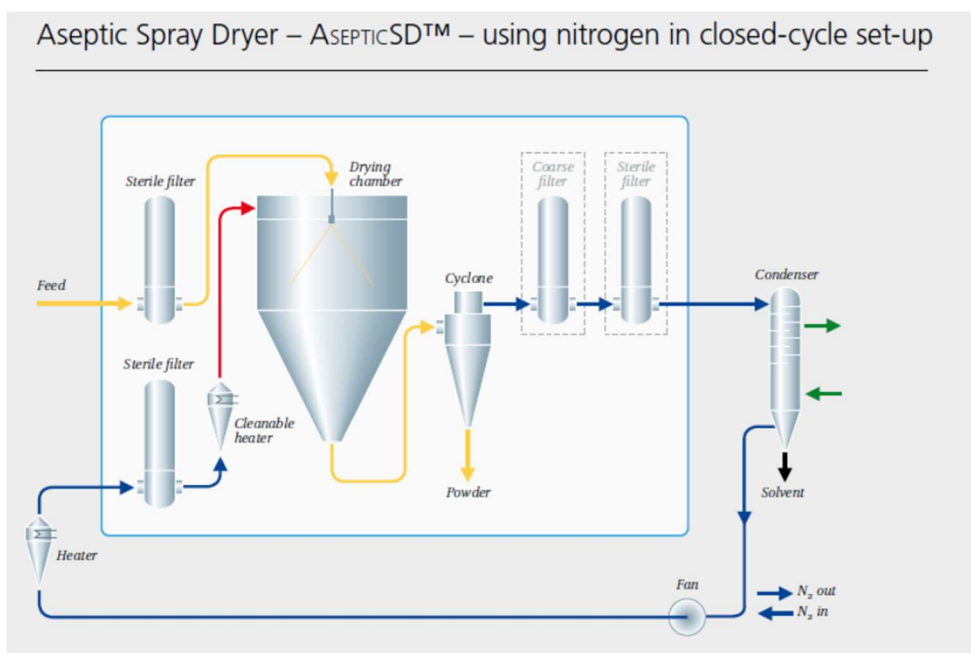 Aseptic Spray Dryer – ASEPTICSD™ – using nitrogen in closed-cycle set-up
Sterile filter
Drying
chamber
Coarse
filter
Sterile
filter
Feed
Cyclone
Condenser
Sterile filter
Cleanable
heater
Powder
Solvent
Heater
Fan
N₂ out
N₂ in